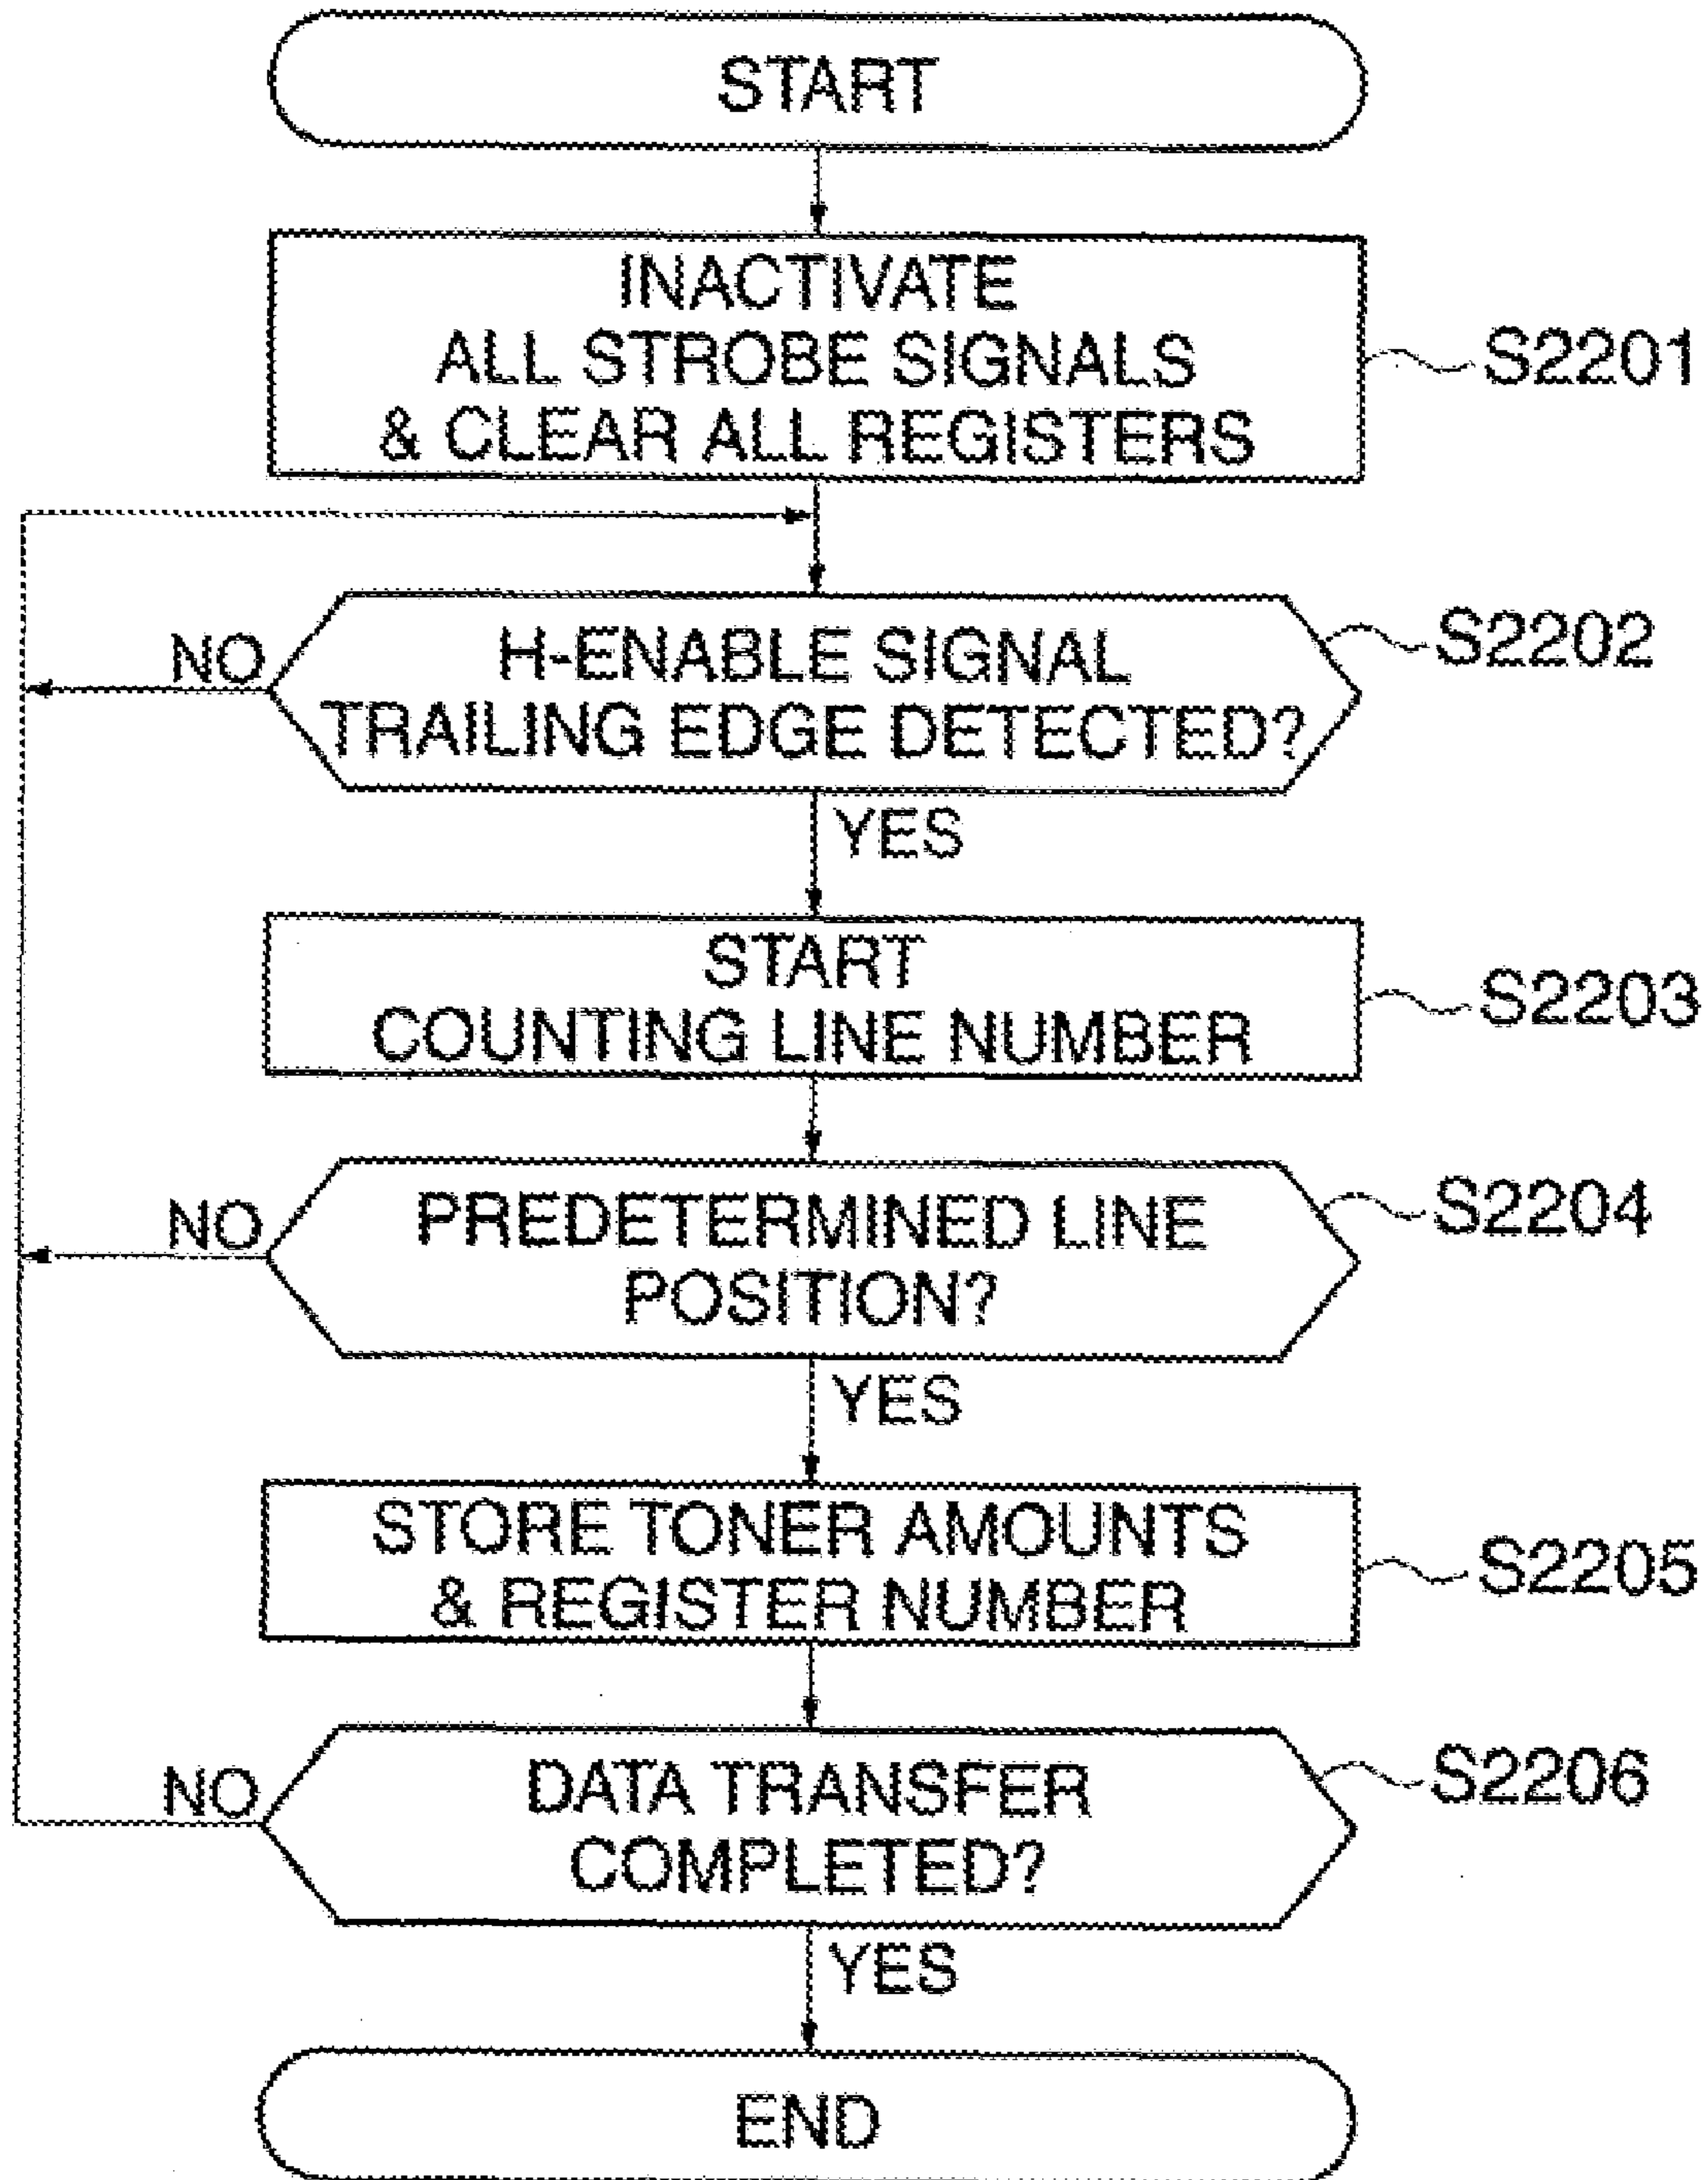 START
INACTIVATE
ALL STROBE SIGNALS
& CLEAR ALL REGISTERS
S2201
H-ENABLE SIGNAL
TRAILING EDGE DETECTED?
S2202
NO
YES
START
COUNTING LINE NUMBER
S2203
PREDETERMINED LINE
POSITION?
S2204
NO
YES
STORE TONER AMOUNTS
& REGISTER NUMBER
S2205
DATA TRANSFER
COMPLETED?
S2206
NO
YES
END